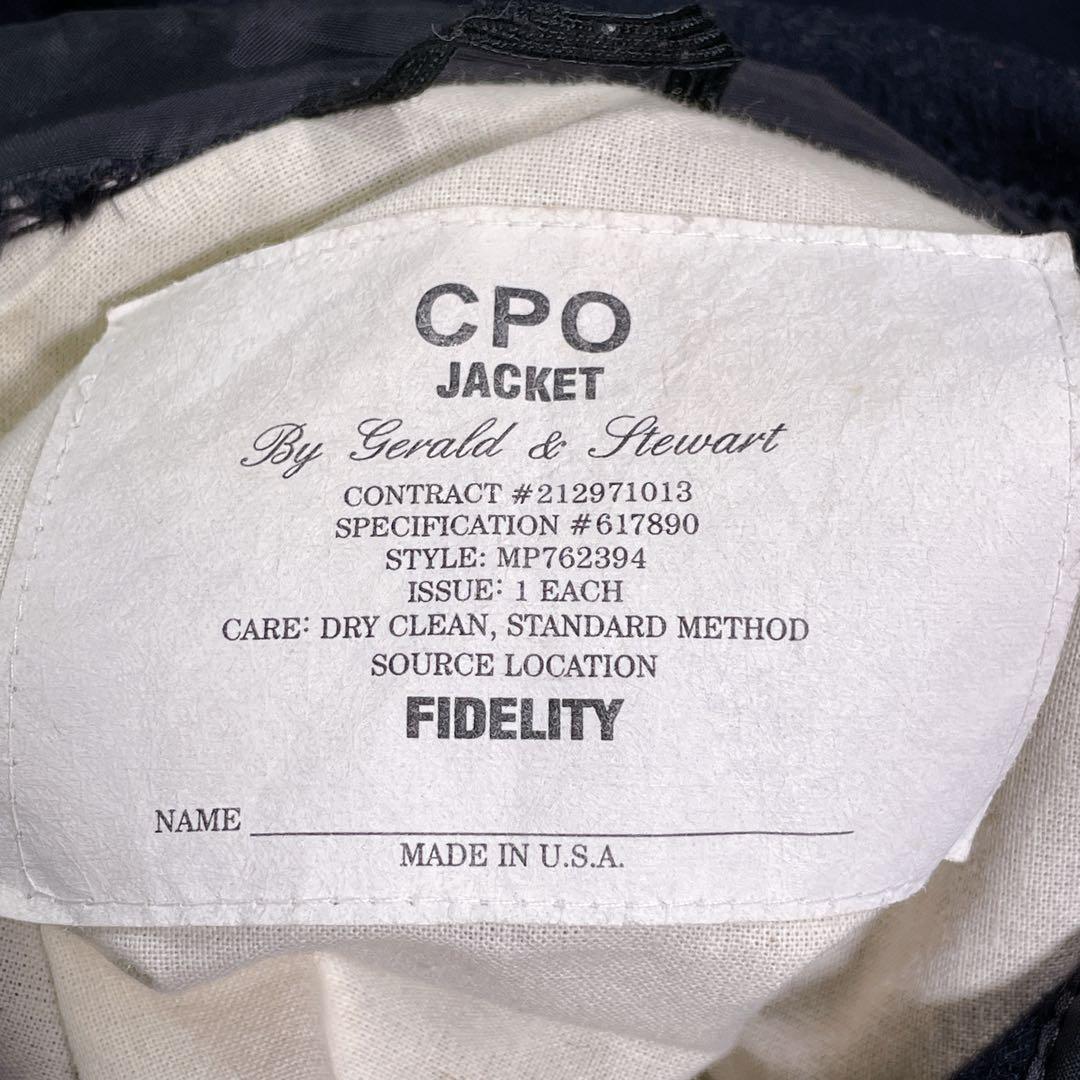 CPO
JACKET
By Gerald & Stewart
CONTRACT #212971013
SPECIFICATION #617890
STYLE: MP762394
ISSUE: 1 EACH
CARE: DRY CLEAN, STANDARD METHOD
SOURCE LOCATION
FIDELITY
NAME
MADE IN U.S.A.